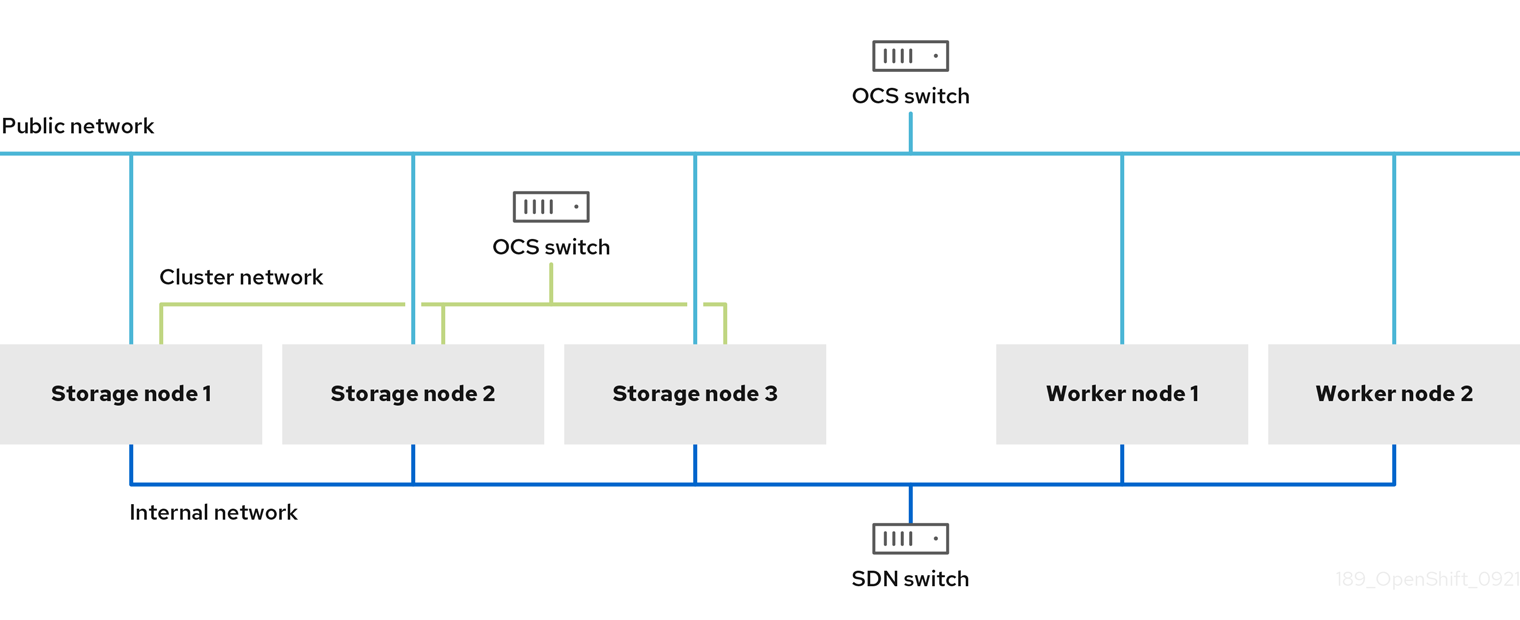 OCS switch
Public network
OCS switch
Cluster network
Storage node 1
Storage node 2
Storage node 3
Worker node 1
Worker node 2
Internal network
SDN switch
189_OpenShift_0921